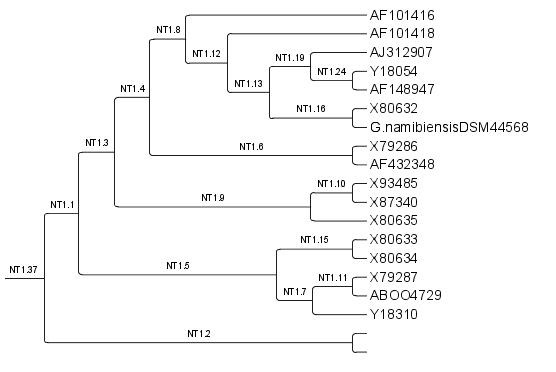 AF101416
NT1.8
AF101418
NT1.12
AJ312907
NT1.19
Y18054
NT1.24
AF148947
NT1.4
NT1.13
X80632
NT1.16
G.namibiensisDSM44568
X79286
NT1.6
AF432348
NT1.3
X93485
NT1.10
X87340
NT1.9
X80635
NT1.1
X80633
NT1.15
X80634
NT1.5
X79287
NT1.11
ABOO4729
NT1.7
Y18310
NT1.37
NT1.2